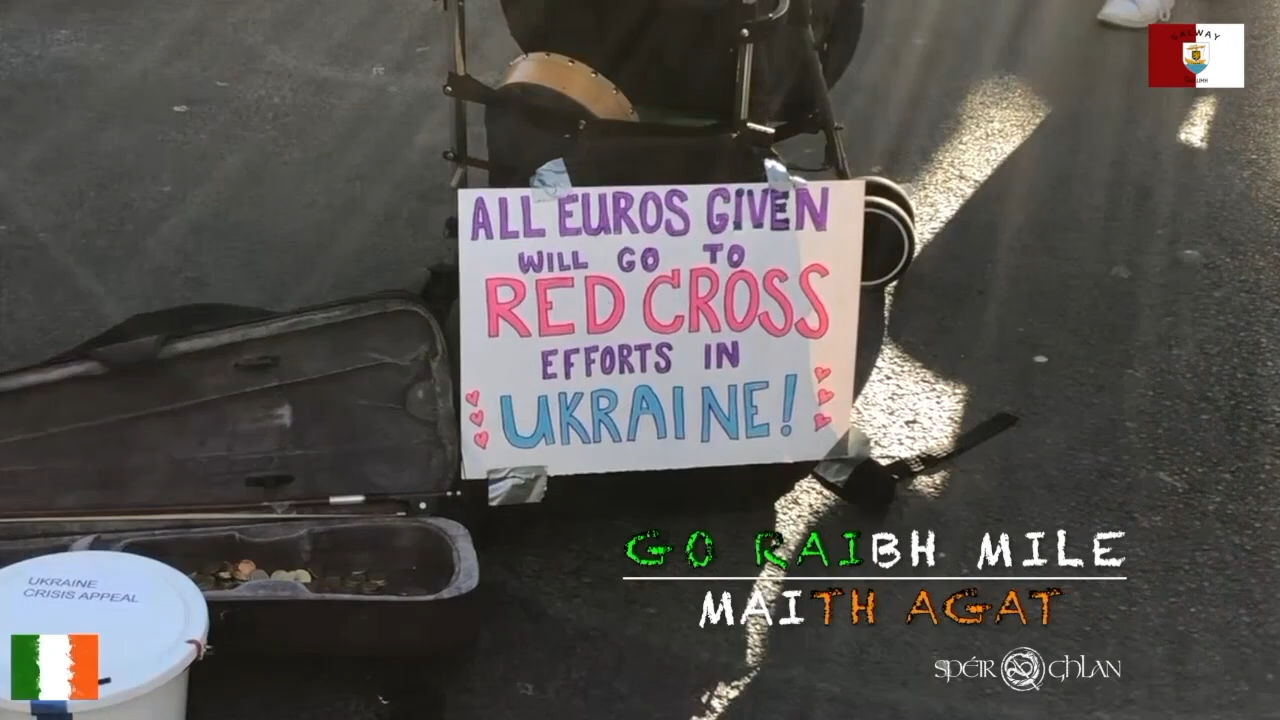 GALWAY
ALL EUROS GIVEN
WILL GO TO
RED CROSS
EFFORTS IN
UKRAINE!
UKRAINE
CRISIS APPEAL
GO RAIBH MILE
MAITH AGAT
SPÉIR GHLAN